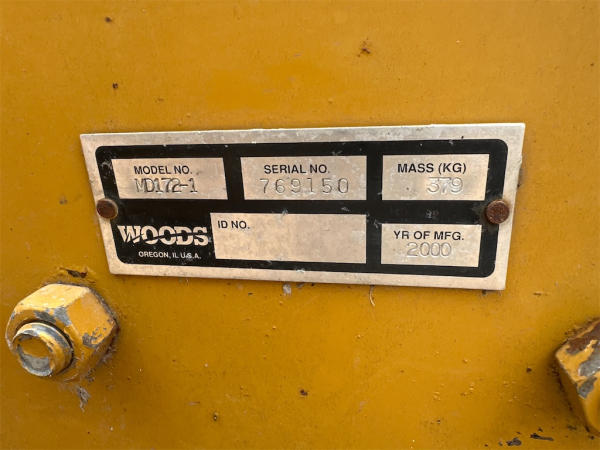 MODEL NO.
MD172-1
SERIAL NO.
769150
MASS (KG)
379
WOODS
OREGON, IL U.S.A.
ID NO.
YR OF MFG.
2000